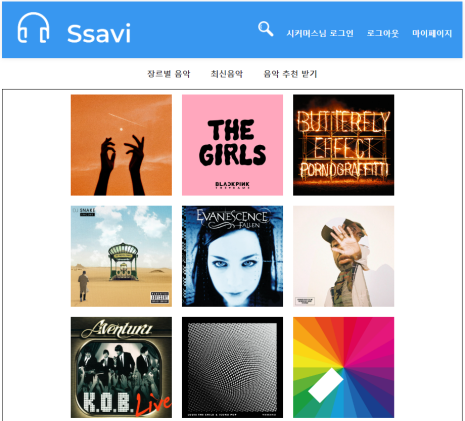 Ssavi
시커머스님 로그인 로그아웃 마이페이지
장르별 음악 최신음악 음악 추천 받기
THE
GIRLS
BLACKPINK
BUTTERFLY
EFFECT
PORNOGRAFFITTI
THE SNAKE
EVANESCENCE
FALLEN
Aventura
K.O.B. Live